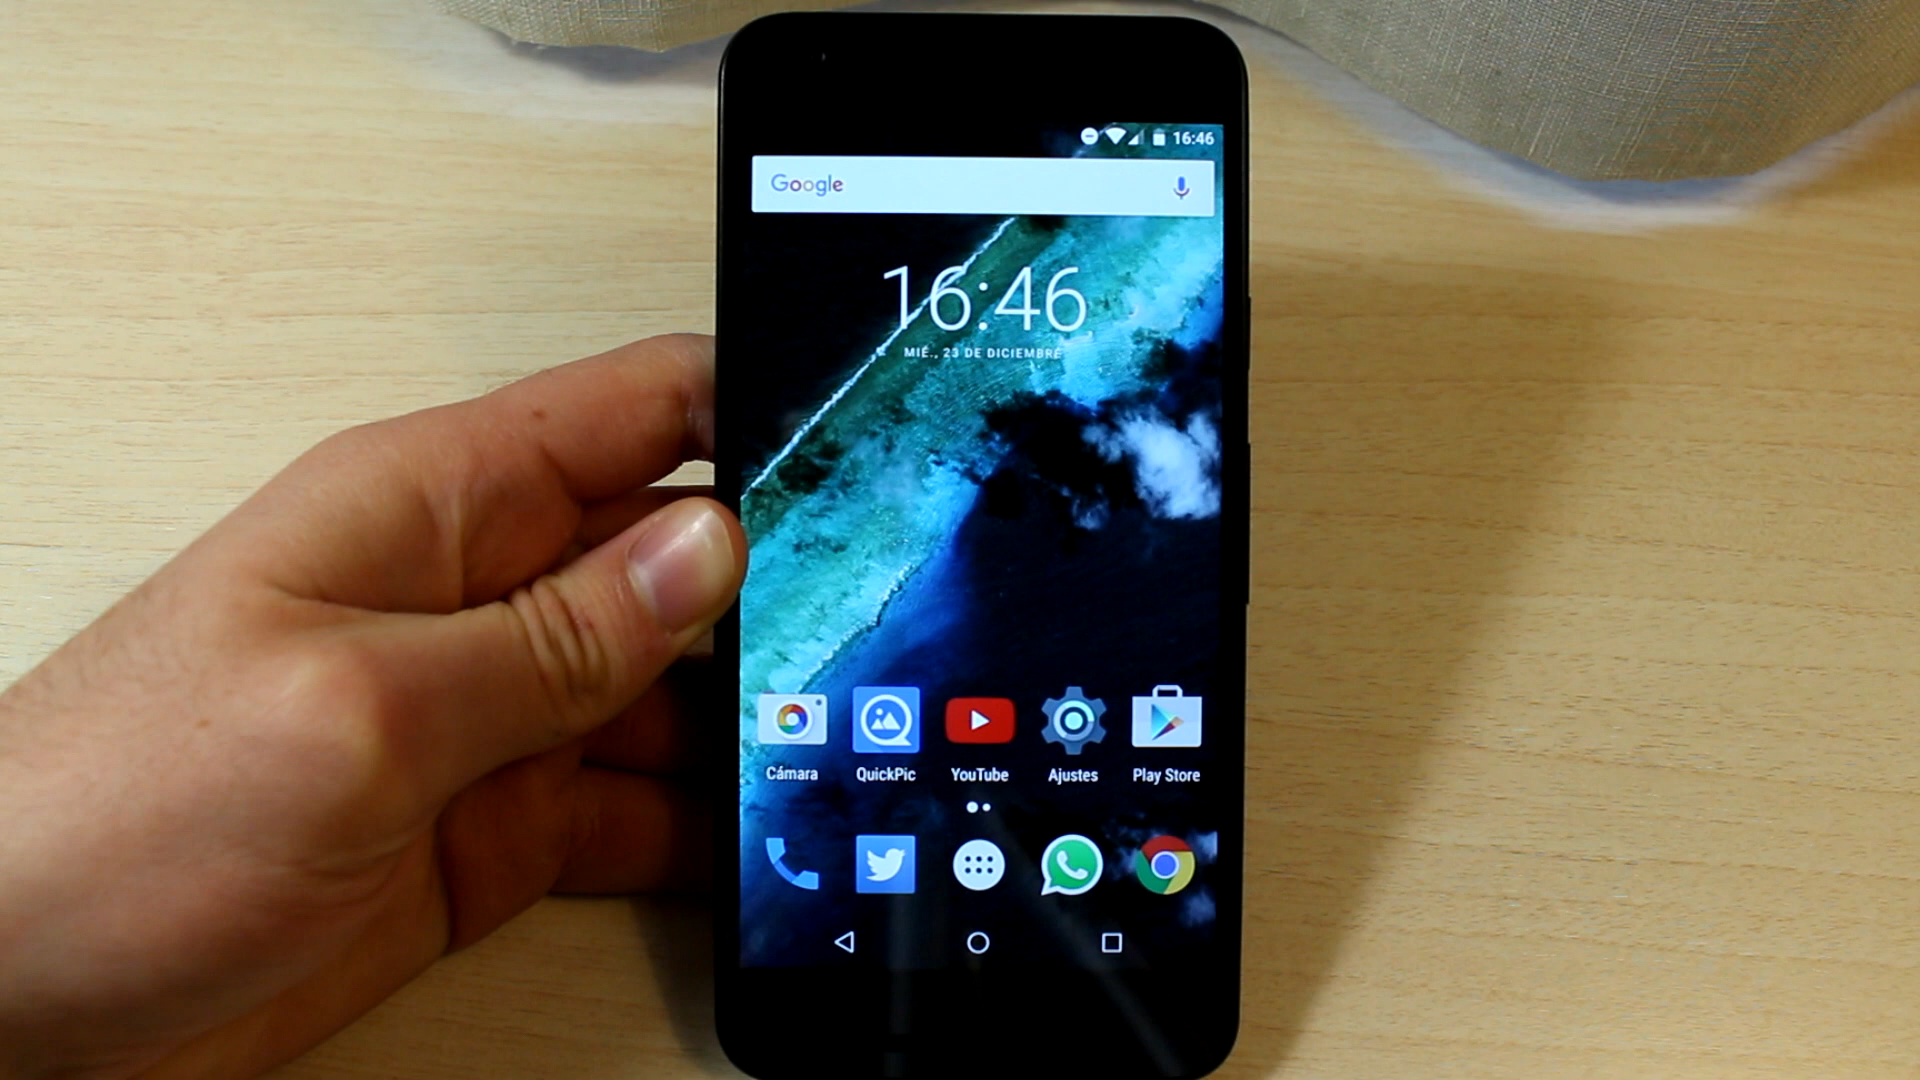 16:46
Google
16:46
MIÉ., 23 DE DICIEMBRE
Cámara QuickPic YouTube Ajustes Play Store